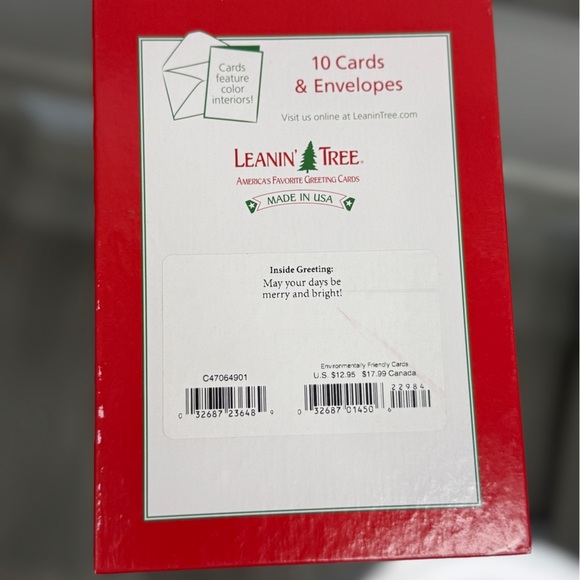 Cards
feature
color
interiors!
10 Cards
& Envelopes
Visit us online at LeaninTree.com
LEANIN' TREE®
AMERICA'S FAVORITE GREETING CARDS
MADE IN USA
Inside Greeting:
May your days be
merry and bright!
Environmentally Friendly Cards
U.S. $12.95 $17.99 Canada
C47064901
22984
0 32687 23648 9
0 32687 01450 6